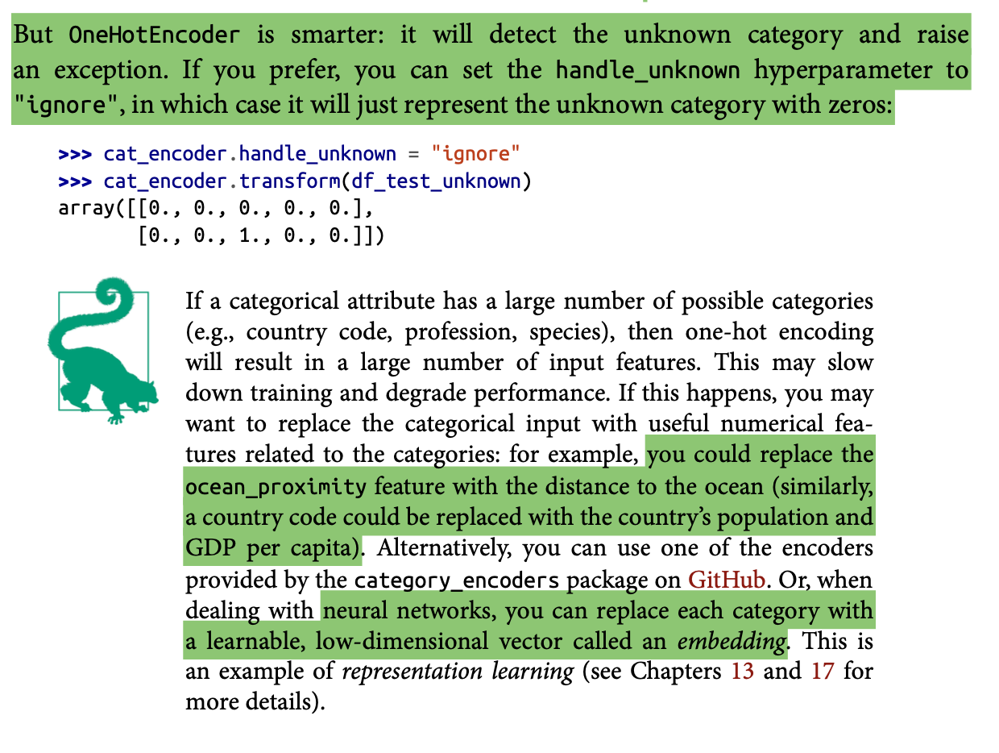 But OneHotEncoder is smarter: it will detect the unknown category and raise
an exception. If you prefer, you can set the handle_unknown hyperparameter to
"ignore", in which case it will just represent the unknown category with zeros:
>>> cat_encoder.handle_unknown = "ignore"
>>> cat_encoder.transform(df_test_unknown)
array([[0., 0., 0., 0., 0.],
       [0., 0., 1., 0., 0.]])
If a categorical attribute has a large number of possible categories
(e.g., country code, profession, species), then one-hot encoding
will result in a large number of input features. This may slow
down training and degrade performance. If this happens, you may
want to replace the categorical input with useful numerical fea-
tures related to the categories: for example, you could replace the
ocean_proximity feature with the distance to the ocean (similarly,
a country code could be replaced with the country’s population and
GDP per capita). Alternatively, you can use one of the encoders
provided by the category_encoders package on GitHub. Or, when
dealing with neural networks, you can replace each category with
a learnable, low-dimensional vector called an embedding. This is
an example of representation learning (see Chapters 13 and 17 for
more details).